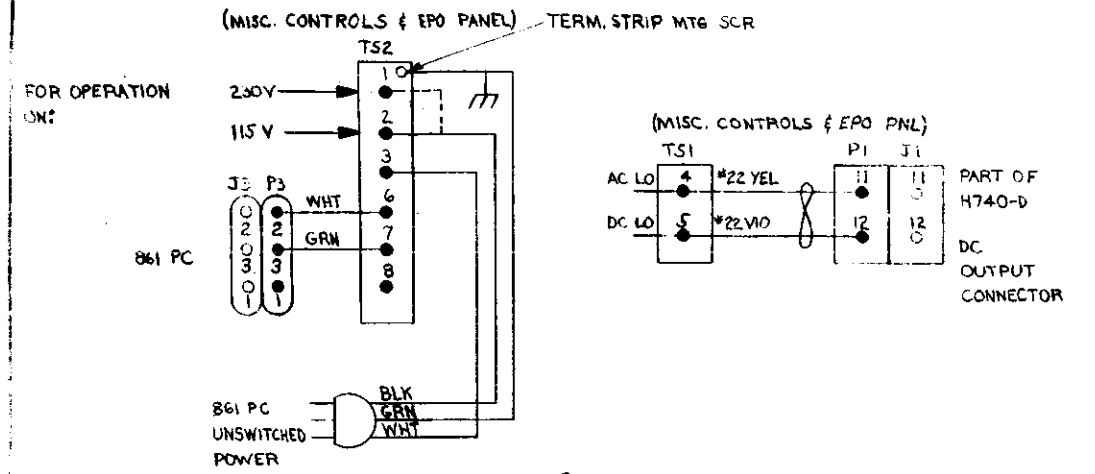 (MISC. CONTROLS & EPO PANEL)
TERM. STRIP MTG SCR
TS2
FOR OPERATION
ON:
230V
115 V
1
2
3
6
7
8
J3 P3
WHT
GRN
2 2
3 3
1 1
861 PC
BLK
GRN
WHT
861 PC
UNSWITCHED
POWER
(MISC. CONTROLS & EPO PNL)
TS1
P1 J1
AC LO 4 #22 YEL 11 11
DC LO 5 #22 VIO 12 12
PART OF
H740-D
DC
OUTPUT
CONNECTOR